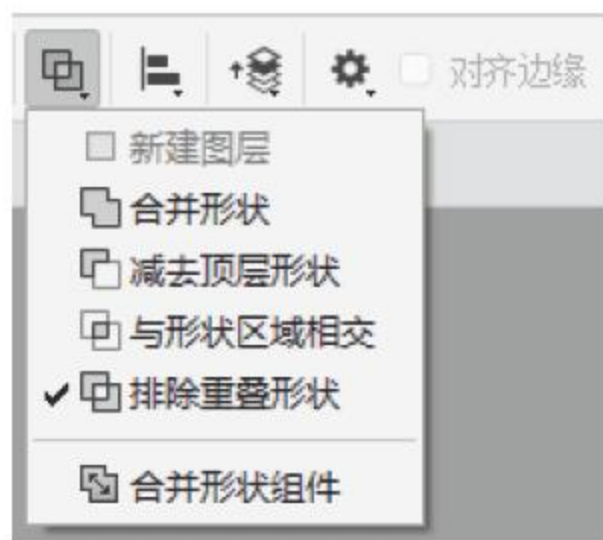 对齐边缘
新建图层
合并形状
减去顶层形状
与形状区域相交
排除重叠形状
合并形状组件